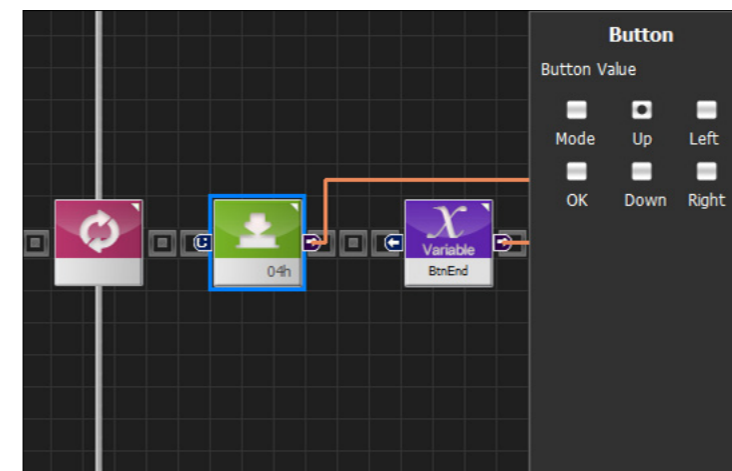 Button
Button Value
Mode Up Left
OK Down Right
04h
X
Variable
BtnEnd